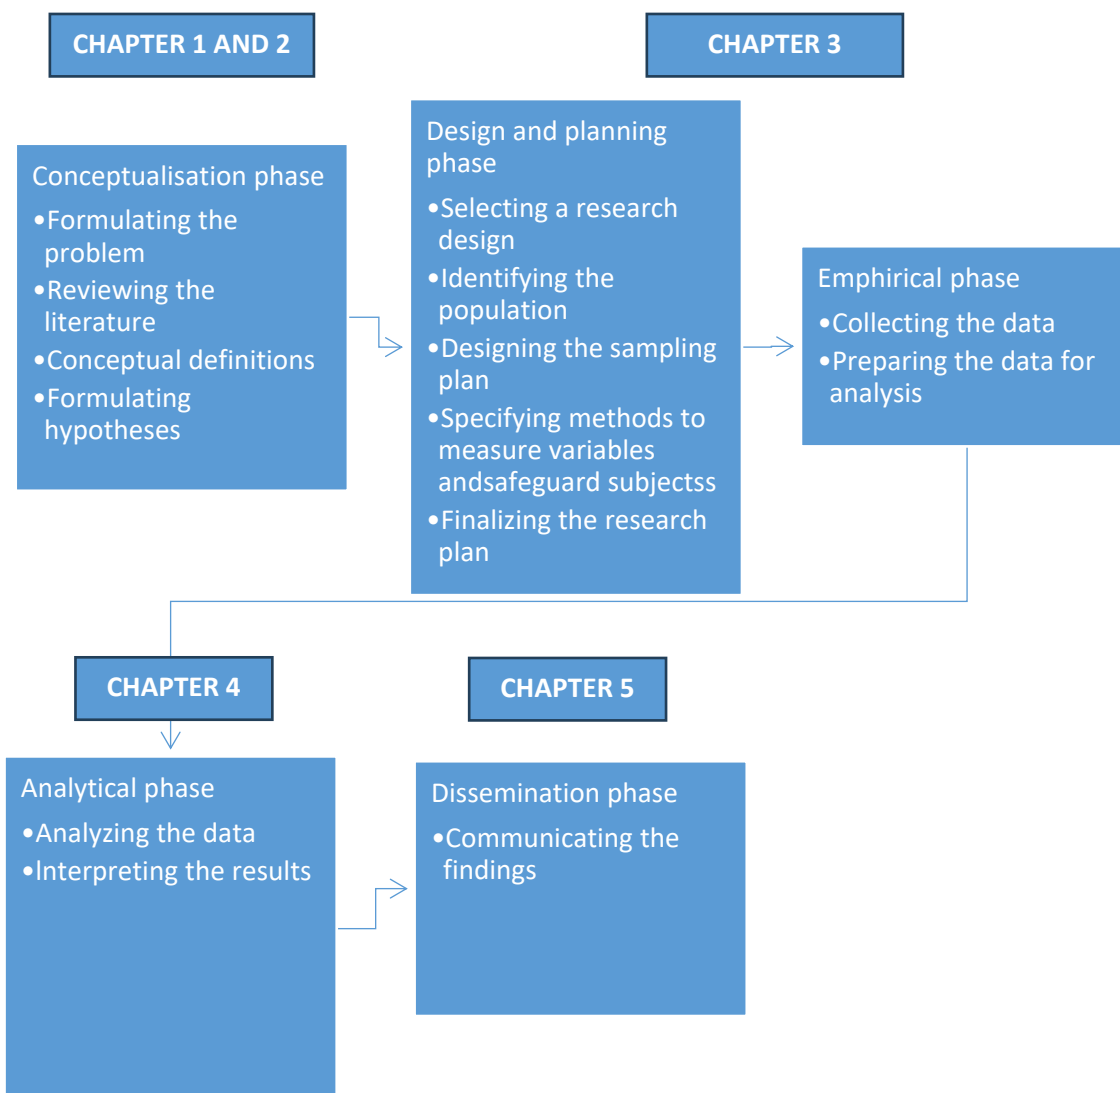 CHAPTER 1 AND 2
CHAPTER 3
Conceptualisation phase
•Formulating the
problem
•Reviewing the
literature
•Conceptual definitions
•Formulating
hypotheses
Design and planning
phase
•Selecting a research
design
•Identifying the
population
•Designing the sampling
plan
•Specifying methods to
measure variables
andsafeguard subjectss
•Finalizing the research
plan
Emphirical phase
•Collecting the data
•Preparing the data for
analysis
CHAPTER 4
CHAPTER 5
Analytical phase
•Analyzing the data
•Interpreting the results
Dissemination phase
•Communicating the
findings